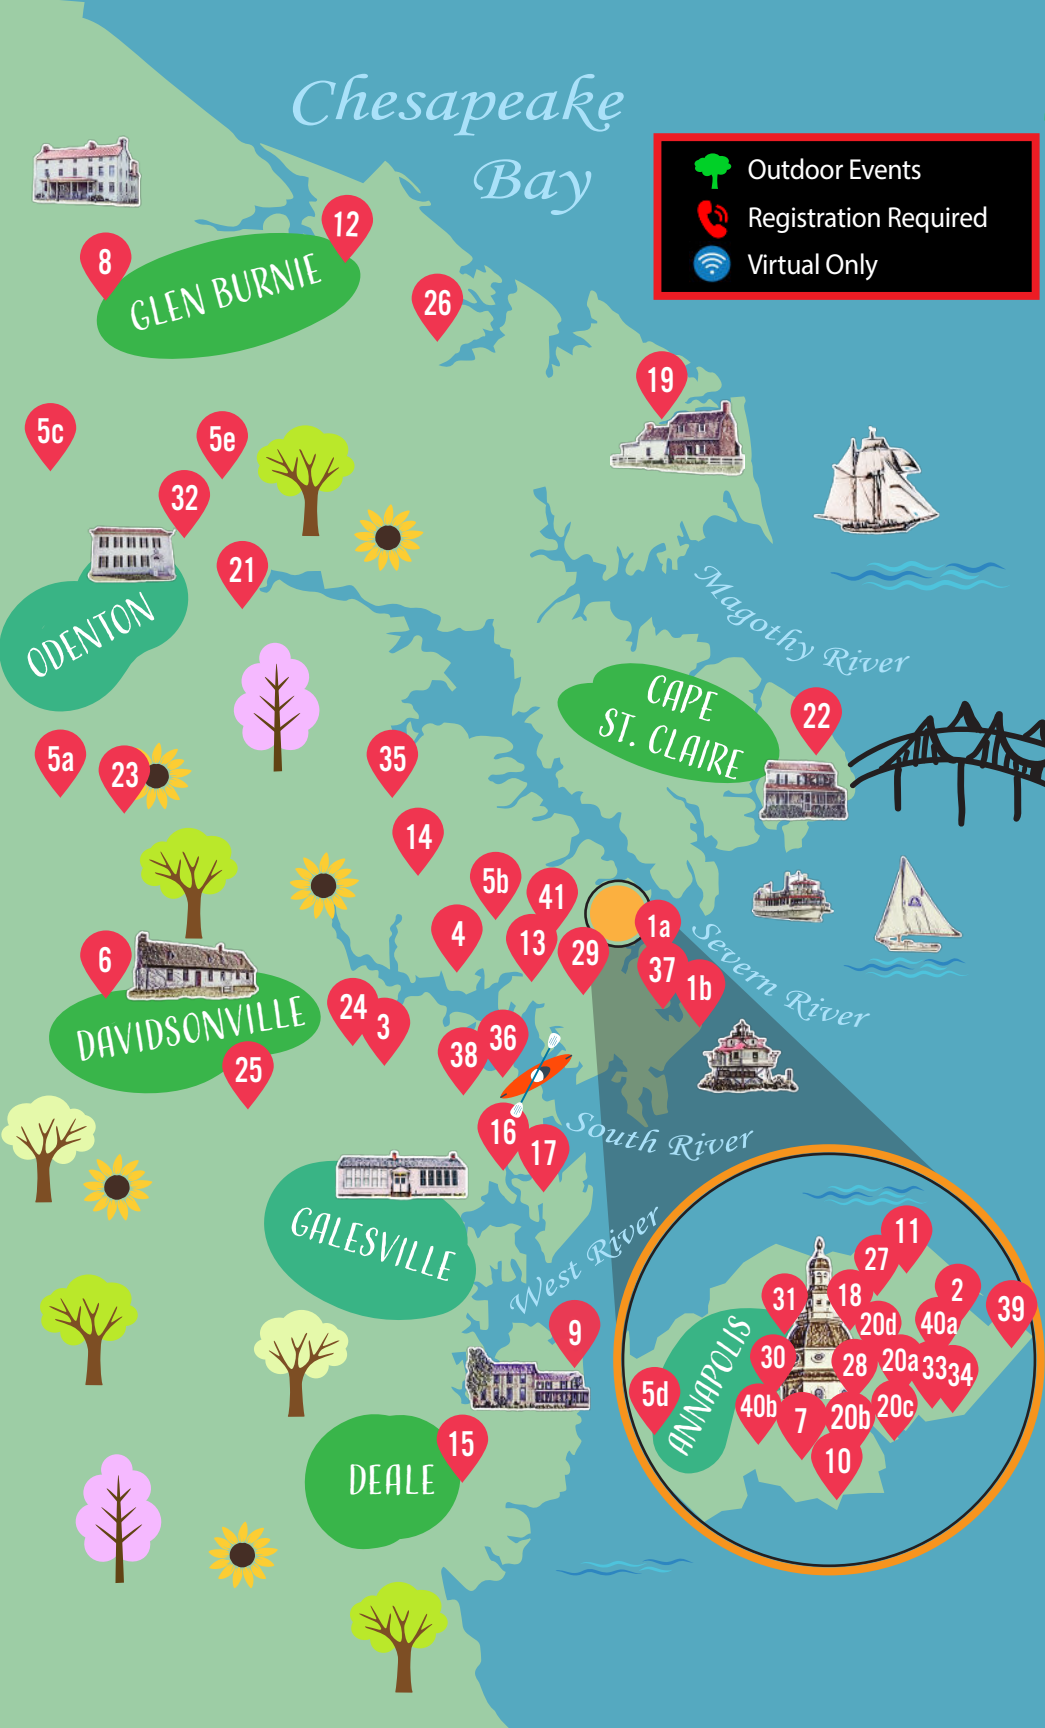 Chesapeake
Bay
Outdoor Events
Registration Required
Virtual Only
12
8
GLEN BURNIE
26
19
5c
5e
32
21
ODENTON
Magothy River
CAPE
ST. CLAIRE
22
5a
23
35
14
5b
41
4
13
29
1a
37
1b
Severn River
6
DAVIDSONVILLE
24
3
25
38
36
16
17
South River
GALESVILLE
West River
9
15
DEALE
11
27
2
18
31
39
20d
40a
30
28
20a
33
34
5d
ANNAPOLIS
40b
7
20b
20c
10